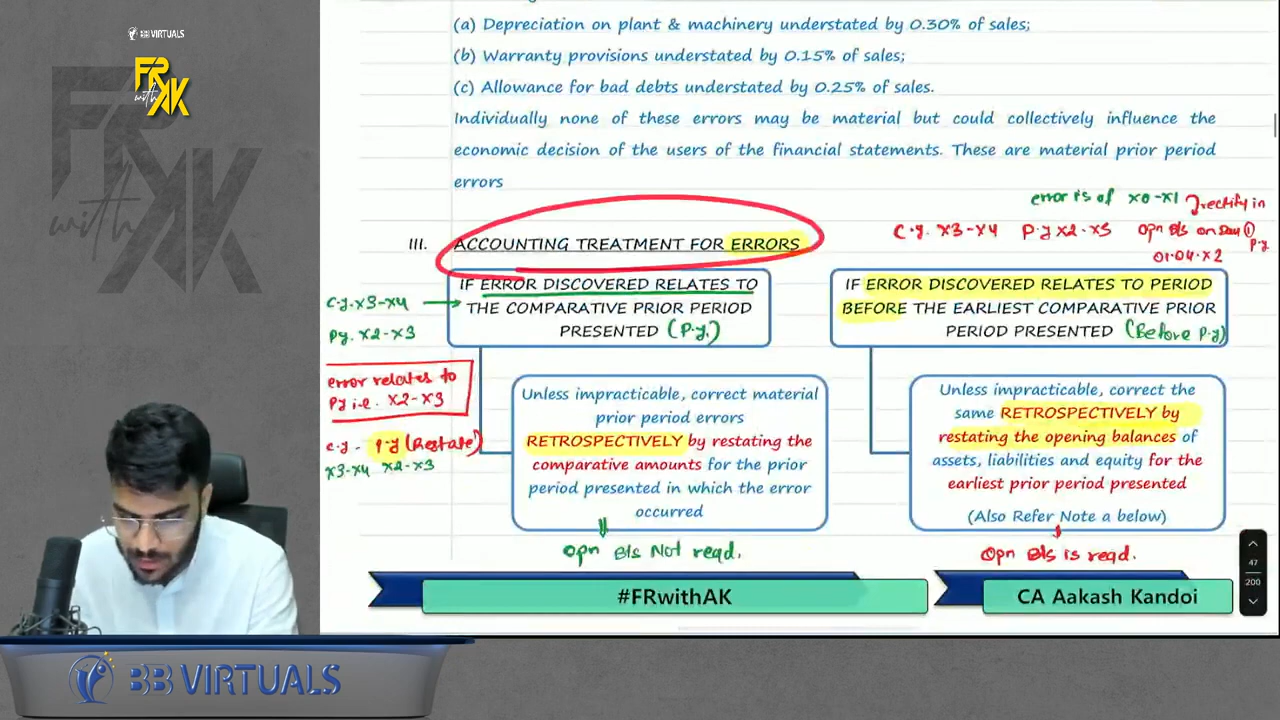 BB VIRTUALS
FR
with
AK
FR
with
AK
(a) Depreciation on plant & machinery understated by 0.30% of sales;
(b) Warranty provisions understated by 0.15% of sales;
(c) Allowance for bad debts understated by 0.25% of sales.
Individually none of these errors may be material but could collectively influence the
economic decision of the users of the financial statements. These are material prior period
errors
error is of x0-x1 rectify in
C.y. x3-x4 P.y x2-x3 Opn B/s on Day ① P.y
01.04.x2
III. ACCOUNTING TREATMENT FOR ERRORS
IF ERROR DISCOVERED RELATES TO
THE COMPARATIVE PRIOR PERIOD
PRESENTED (P.y.)
C.y. x3-x4
Py. x2-x3
error relates to
Py i.e. x2-x3
C.y. - P.y (Restate)
x3-x4 x2-x3
Unless impracticable, correct material
prior period errors
RETROSPECTIVELY by restating the
comparative amounts for the prior
period presented in which the error
occurred
Opn B/s Not reqd.
IF ERROR DISCOVERED RELATES TO PERIOD
BEFORE THE EARLIEST COMPARATIVE PRIOR
PERIOD PRESENTED (Before P.y)
Unless impracticable, correct the
same RETROSPECTIVELY by
restating the opening balances of
assets, liabilities and equity for the
earliest prior period presented
(Also Refer Note a below)
Opn B/s is reqd.
#FRwithAK
CA Aakash Kandoi
47
200
BB VIRTUALS